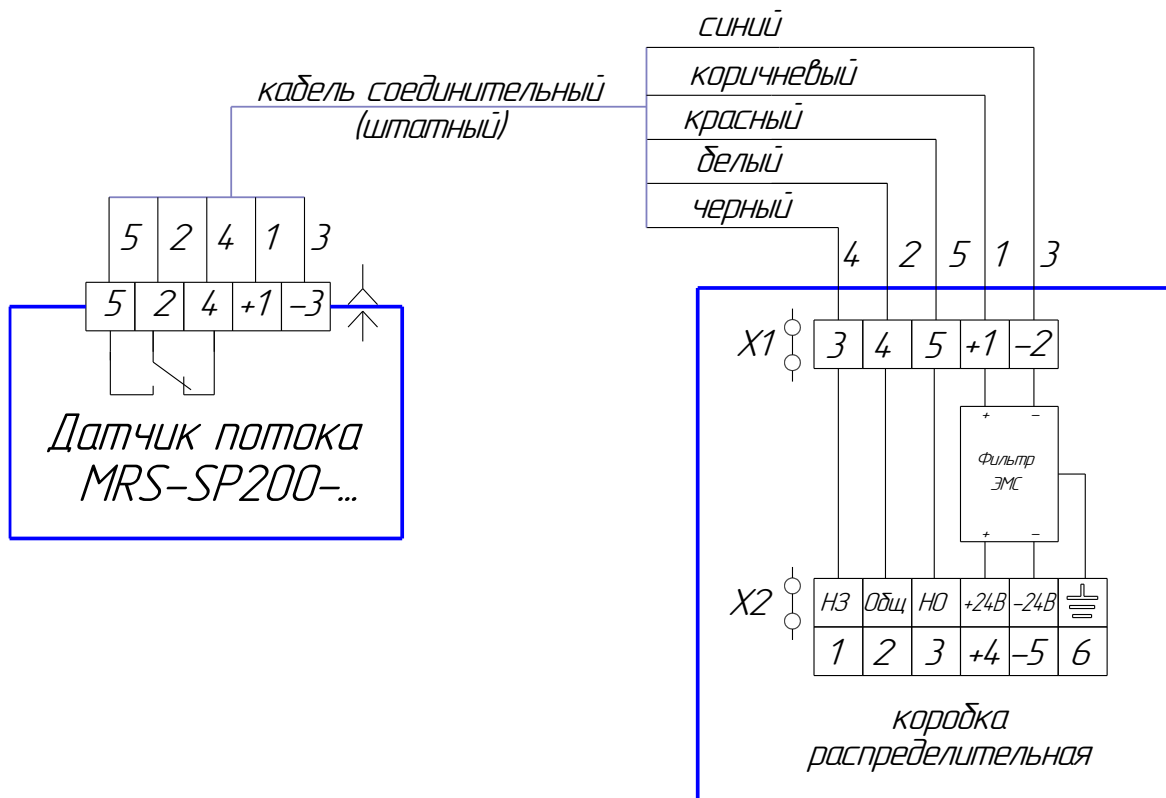 синий
коричневый
красный
белый
черный
кабель соединительный
(штатный)
5 2 4 1 3
5 2 4 +1 –3
Датчик потока
MRS–SP200–...
4 2 5 1 3
X1 3 4 5 +1 –2
+ –
Фильтр
ЭМС
+ –
X2 НЗ Общ НО +24В –24В
1 2 3 +4 –5 6
коробка
распределительная